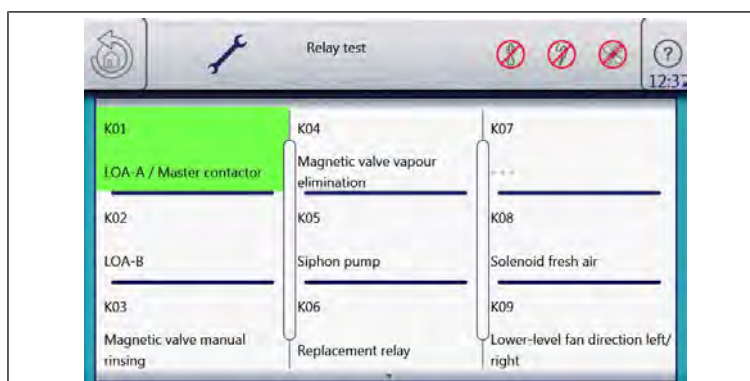 Relay test
?
12:37
K01
LOA-A / Master contactor
K02
LOA-B
K03
Magnetic valve manual
rinsing
K04
Magnetic valve vapour
elimination
K05
Siphon pump
K06
Replacement relay
K07
- - -
K08
Solenoid fresh air
K09
Lower-level fan direction left/
right